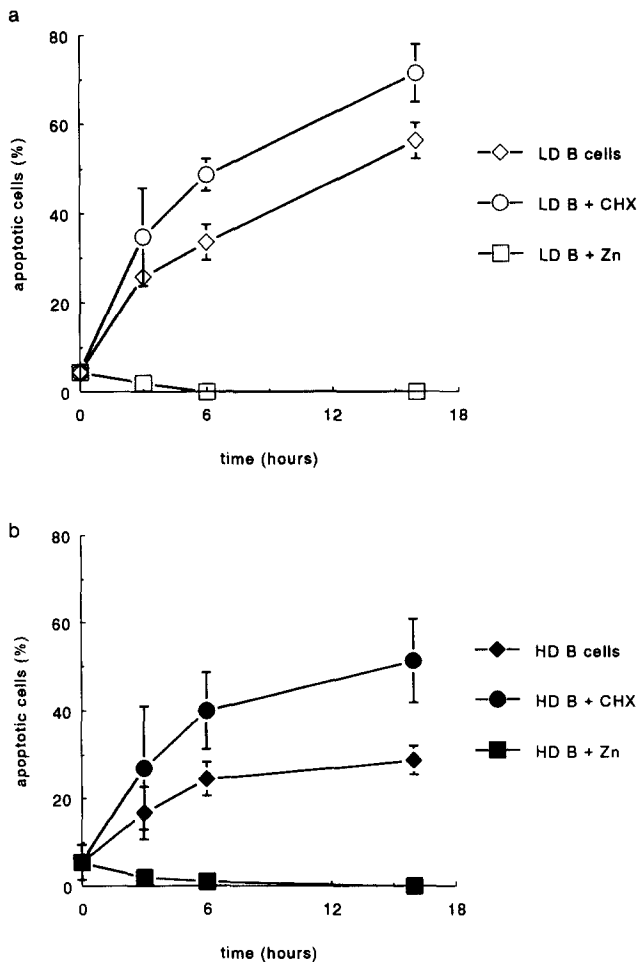 a
80
60
40
20
0
apoptotic cells (%)
0 6 12 18
time (hours)
LD B cells
LD B + CHX
LD B + Zn
b
80
60
40
20
0
apoptotic cells (%)
0 6 12 18
time (hours)
HD B cells
HD B + CHX
HD B + Zn